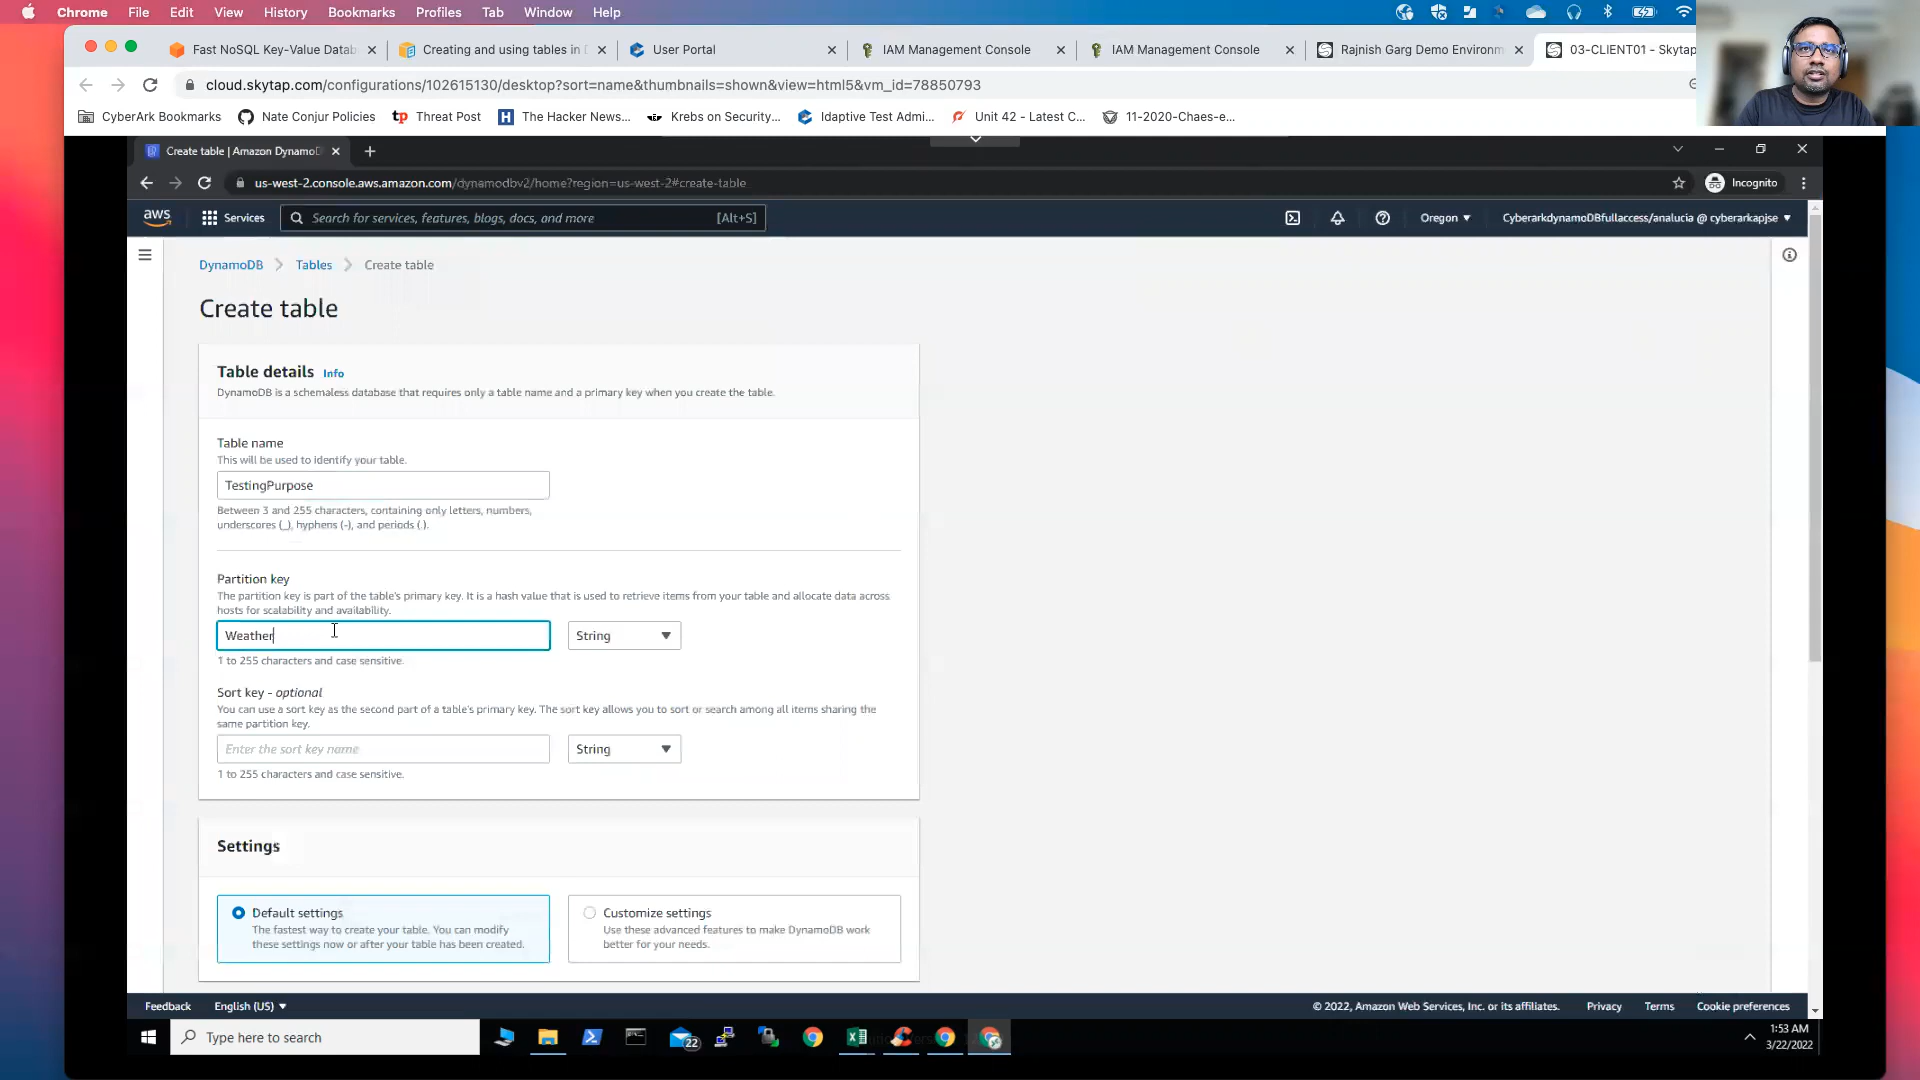 Chrome File Edit View History Bookmarks Profiles Tab Window Help
Fast NoSQL Key-Value Datab
Creating and using tables in D
User Portal
IAM Management Console
IAM Management Console
Rajnish Garg Demo Environm
03-CLIENT01 - Skytap
cloud.skytap.com/configurations/102615130/desktop?sort=name&thumbnails=shown&view=html5&vm_id=78850793
CyberArk Bookmarks
Nate Conjur Policies
tp Threat Post
H The Hacker News...
Krebs on Security...
Idaptive Test Admi...
Unit 42 - Latest C...
11-2020-Chaes-e...
Create table | Amazon DynamoD
us-west-2.console.aws.amazon.com/dynamodbv2/home?region=us-west-2#create-table
Incognito
aws Services
Search for services, features, blogs, docs, and more [Alt+S]
Oregon
CyberarkdynamoDBfullaccess/analucia @ cyberarkapjse
DynamoDB Tables Create table
Create table
Table details Info
DynamoDB is a schemaless database that requires only a table name and a primary key when you create the table.
Table name
This will be used to identify your table.
TestingPurpose
Between 3 and 255 characters, containing only letters, numbers,
underscores (_), hyphens (-), and periods (.).
Partition key
The partition key is part of the table's primary key. It is a hash value that is used to retrieve items from your table and allocate data across
hosts for scalability and availability.
Weather String
1 to 255 characters and case sensitive.
Sort key - optional
You can use a sort key as the second part of a table's primary key. The sort key allows you to sort or search among all items sharing the
same partition key.
Enter the sort key name String
1 to 255 characters and case sensitive.
Settings
Default settings
The fastest way to create your table. You can modify
these settings now or after your table has been created.
Customize settings
Use these advanced features to make DynamoDB work
better for your needs.
Feedback English (US)
© 2022, Amazon Web Services, Inc. or its affiliates. Privacy Terms Cookie preferences
Type here to search
22
1:53 AM
3/22/2022